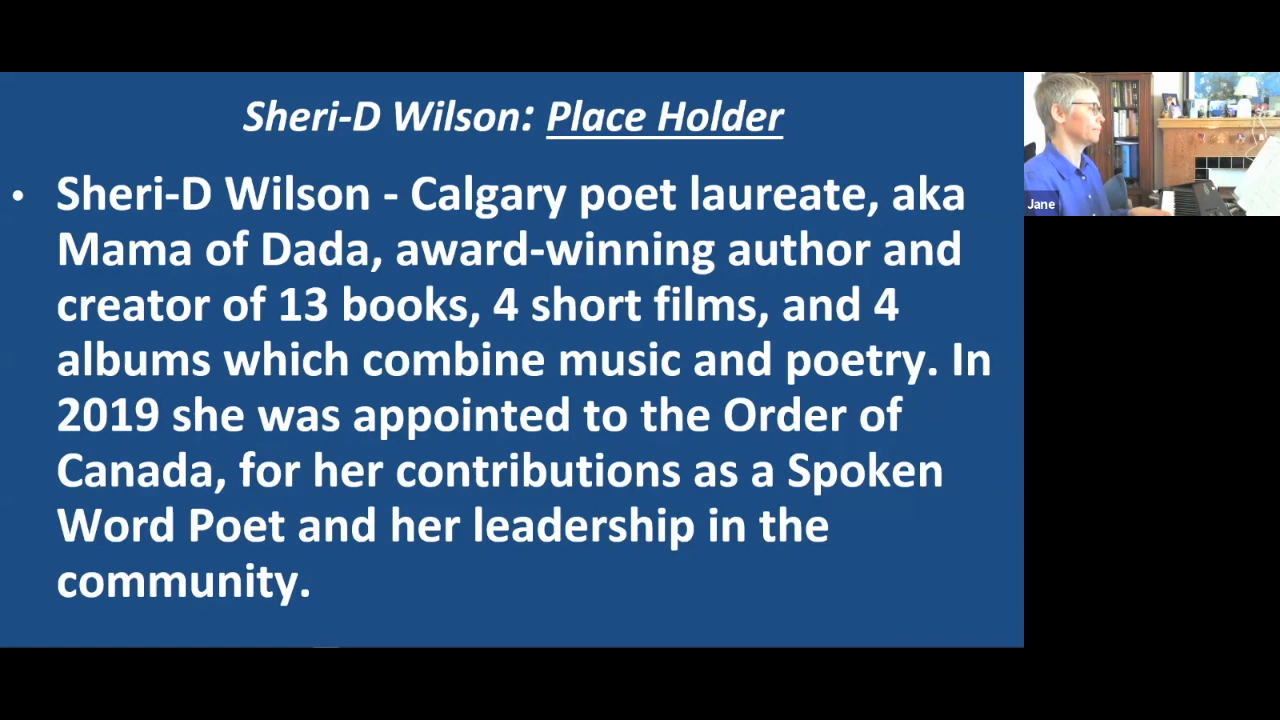 Sheri-D Wilson: Place Holder
• Sheri-D Wilson - Calgary poet laureate, aka
Mama of Dada, award-winning author and
creator of 13 books, 4 short films, and 4
albums which combine music and poetry. In
2019 she was appointed to the Order of
Canada, for her contributions as a Spoken
Word Poet and her leadership in the
community.
Jane